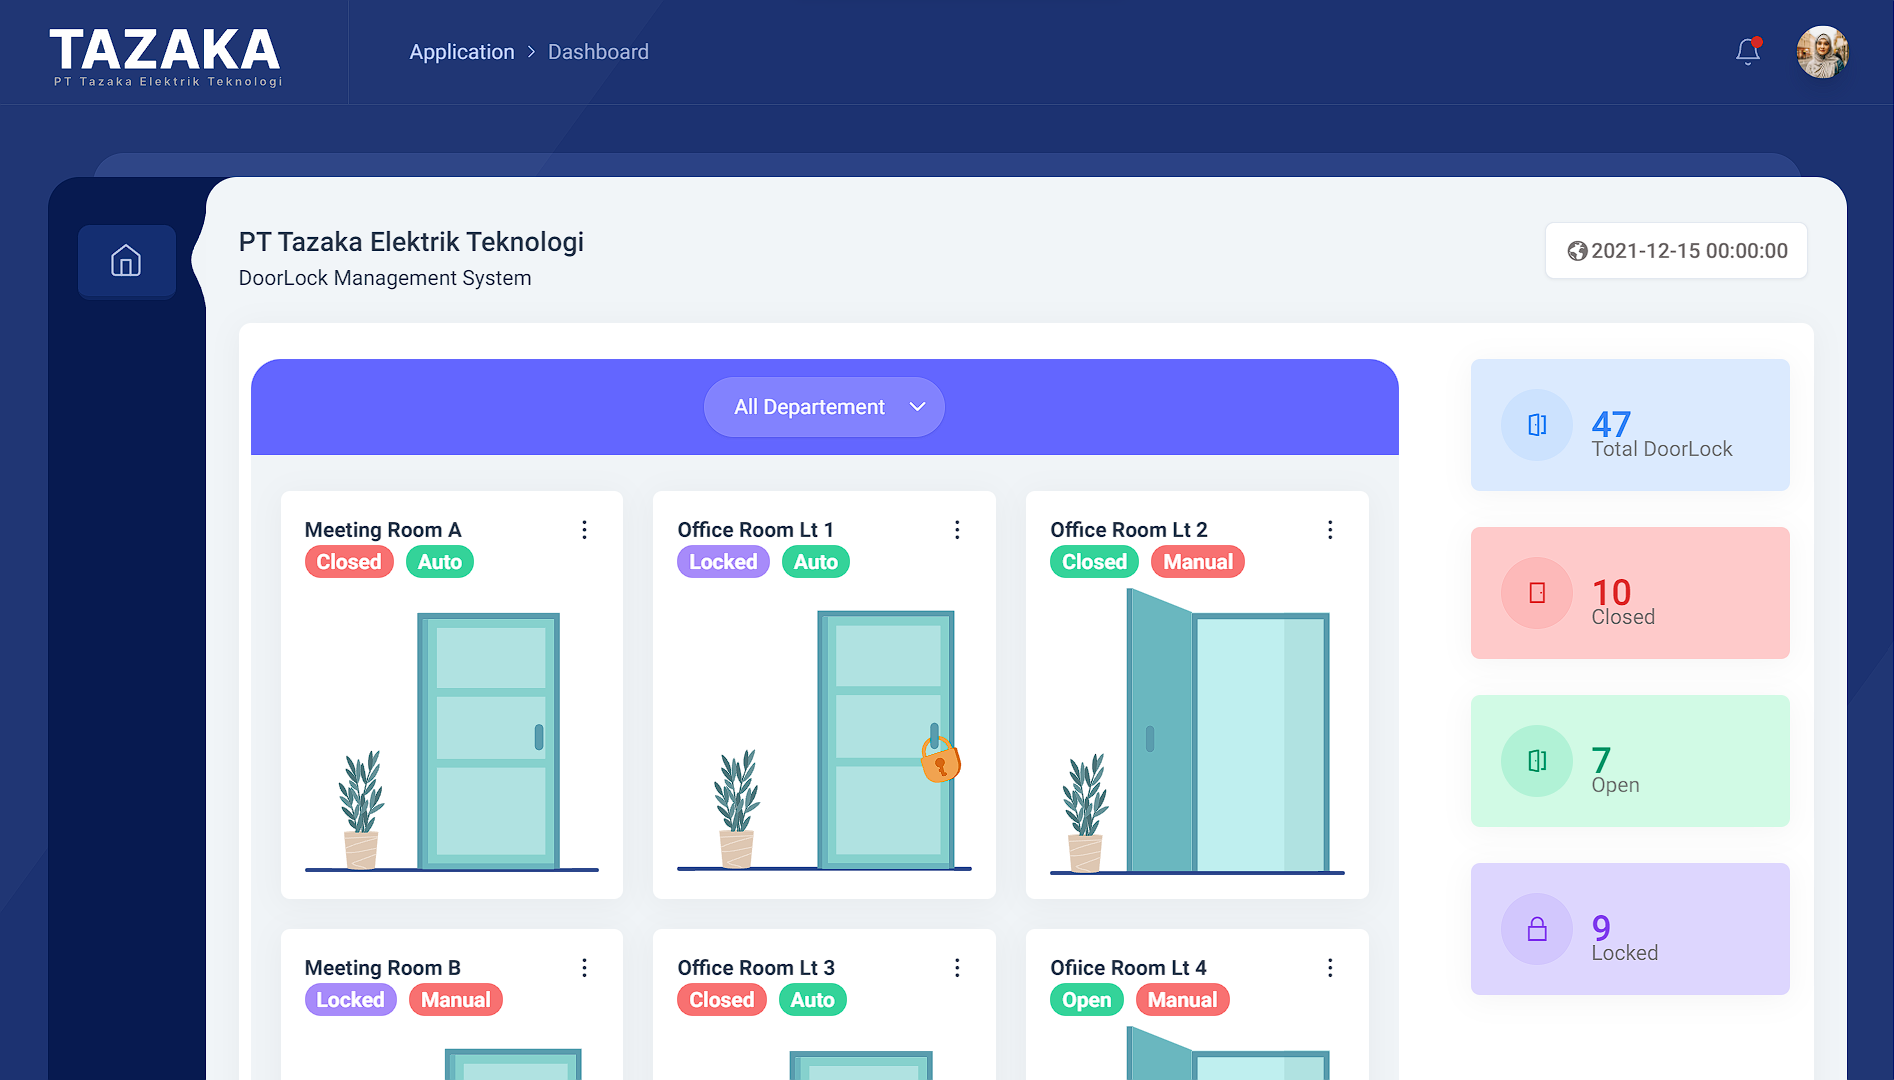 TAZAKA
PT Tazaka Elektrik Teknologi
Application > Dashboard
PT Tazaka Elektrik Teknologi
DoorLock Management System
2021-12-15 00:00:00
All Departement
Meeting Room A
Closed Auto
Office Room Lt 1
Locked Auto
Office Room Lt 2
Closed Manual
Meeting Room B
Locked Manual
Office Room Lt 3
Closed Auto
Ofiice Room Lt 4
Open Manual
47
Total DoorLock
10
Closed
7
Open
9
Locked